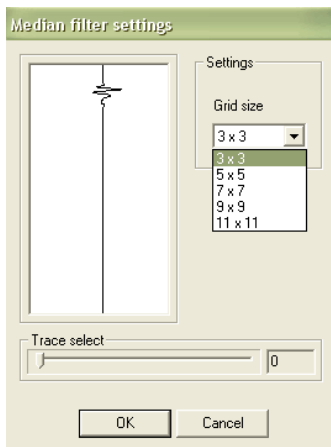 Median filter settings
Settings
Grid size
3 x 3
3 x 3
5 x 5
7 x 7
9 x 9
11 x 11
Trace select
0
OK
Cancel